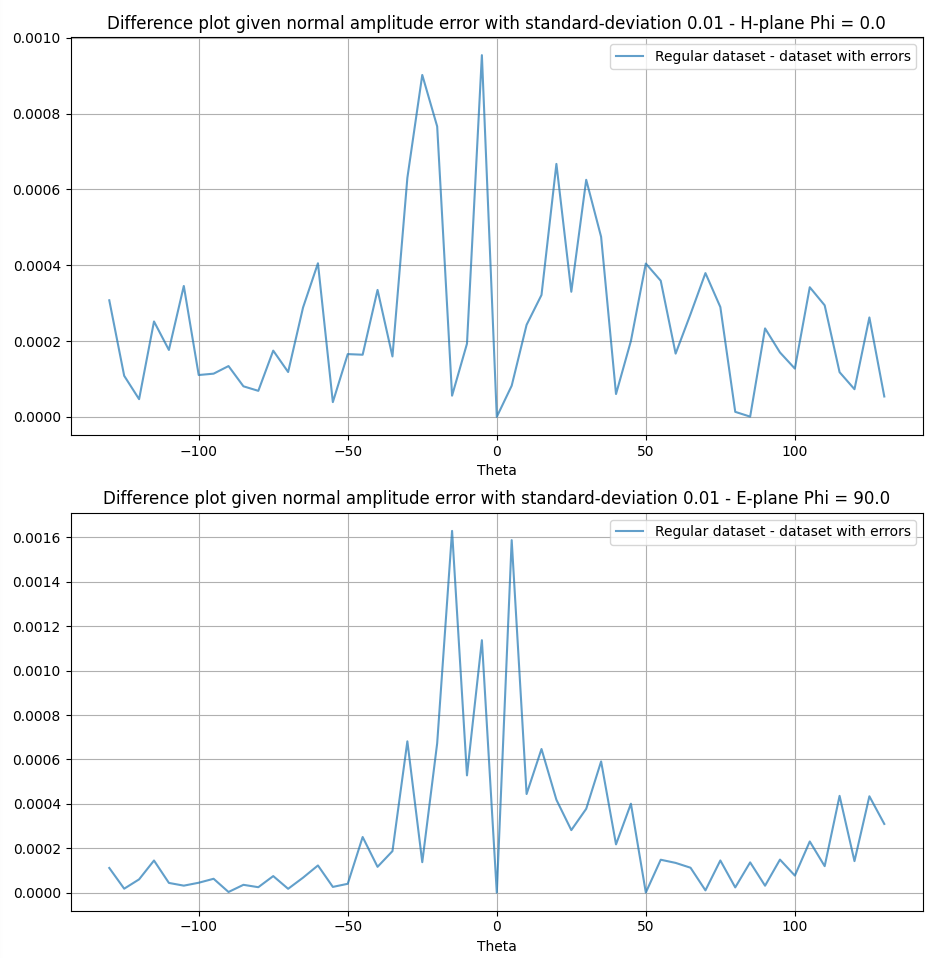 Difference plot given normal amplitude error with standard-deviation 0.01 - H-plane Phi = 0.0
Regular dataset - dataset with errors
0.0010
0.0008
0.0006
0.0004
0.0002
0.0000
−100 −50 0 50 100
Theta
Difference plot given normal amplitude error with standard-deviation 0.01 - E-plane Phi = 90.0
Regular dataset - dataset with errors
0.0016
0.0014
0.0012
0.0010
0.0008
0.0006
0.0004
0.0002
0.0000
−100 −50 0 50 100
Theta